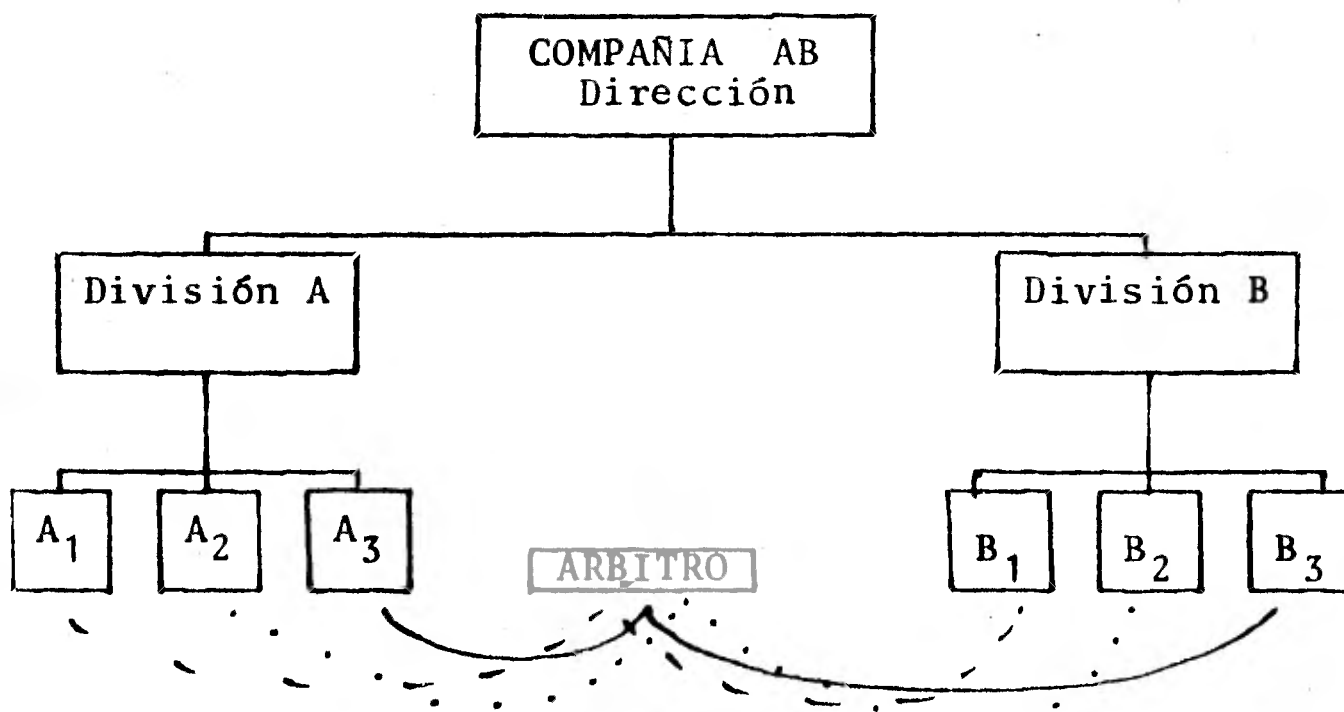 COMPAÑIA AB
Dirección
División A
División B
A1
A2
A3
ARBITRO
B1
B2
B3